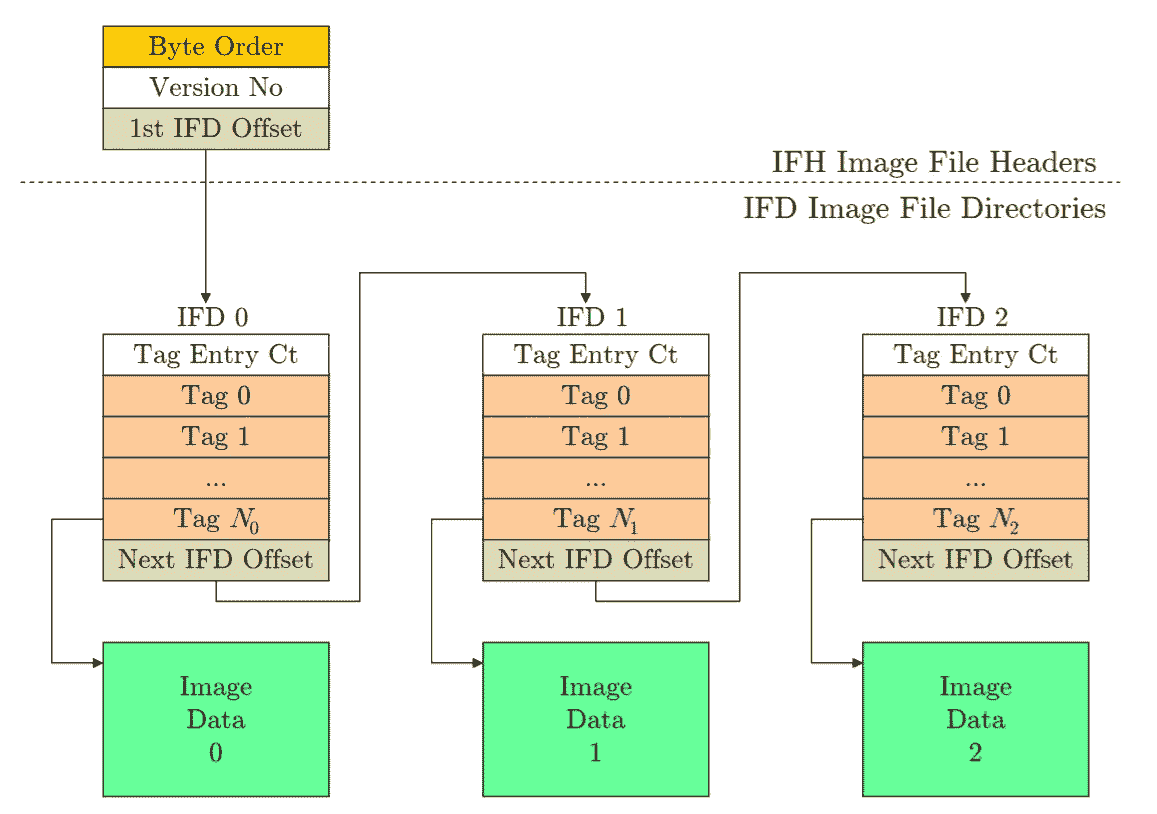 Byte Order
Version No
1st IFD Offset
IFH Image File Headers
IFD Image File Directories
IFD 0
Tag Entry Ct
Tag 0
Tag 1
...
Tag N0
Next IFD Offset
Image
Data
0
IFD 1
Tag Entry Ct
Tag 0
Tag 1
...
Tag N1
Next IFD Offset
Image
Data
1
IFD 2
Tag Entry Ct
Tag 0
Tag 1
...
Tag N2
Next IFD Offset
Image
Data
2